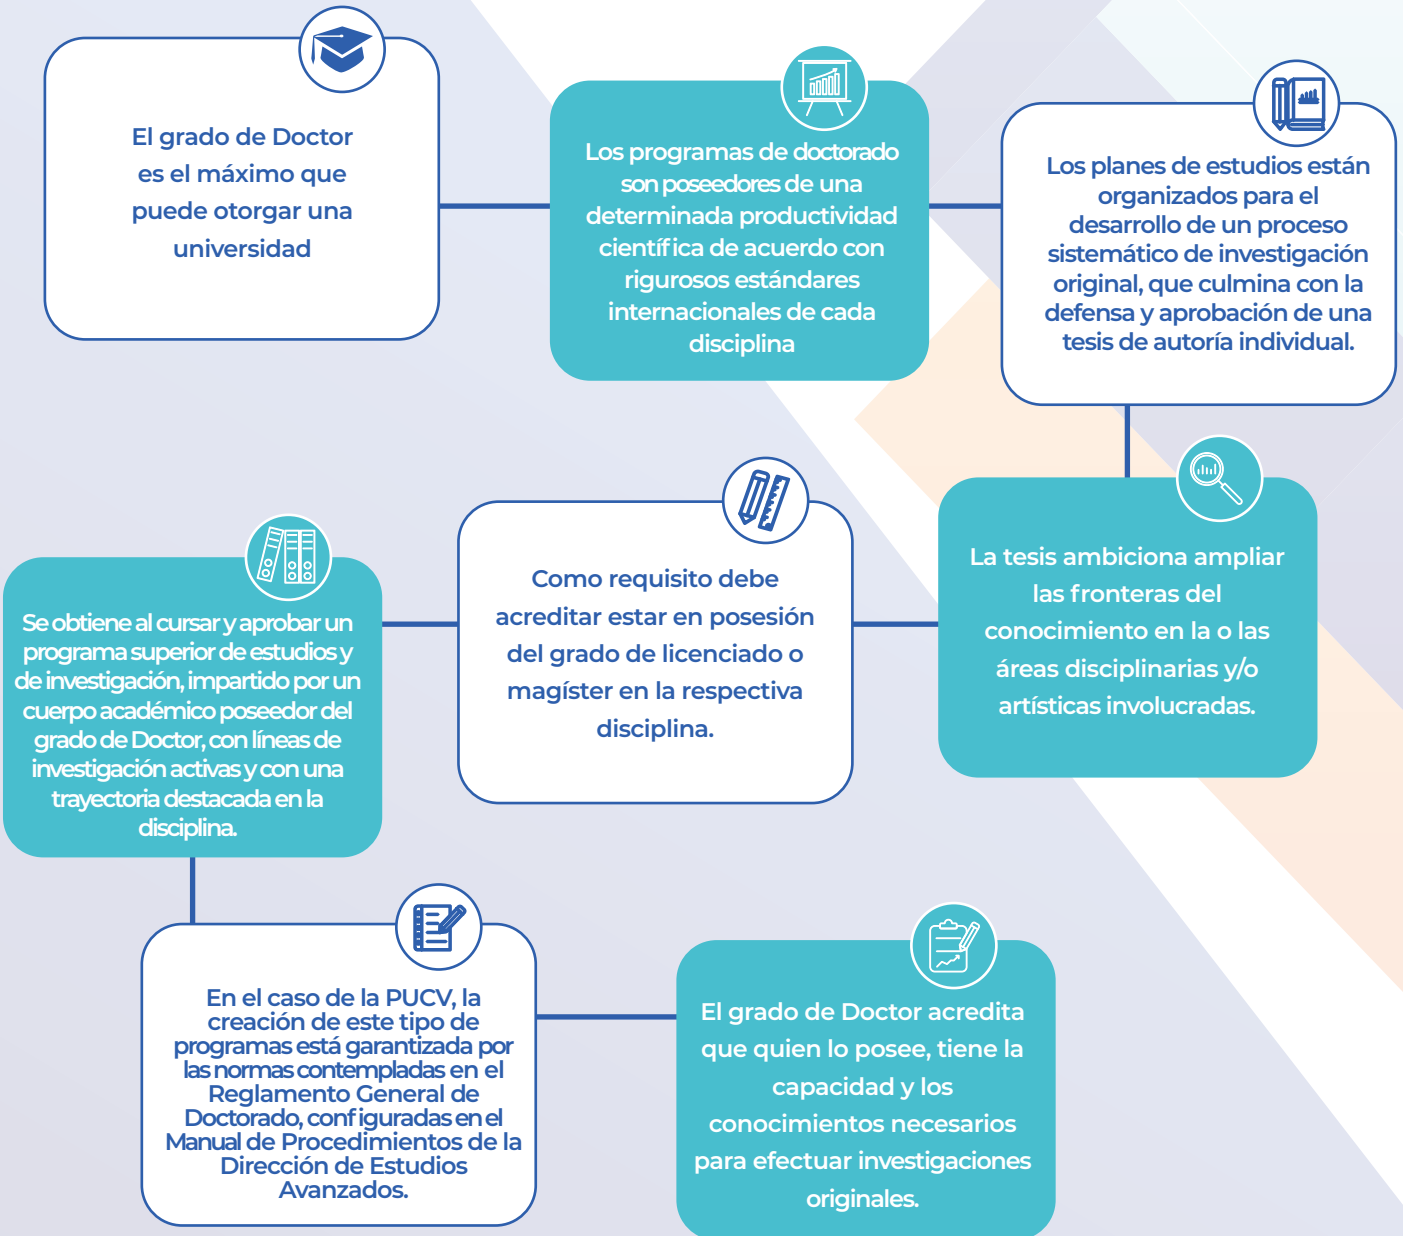 El grado de Doctor
es el máximo que
puede otorgar una
universidad
Los programas de doctorado
son poseedores de una
determinada productividad
científica de acuerdo con
rigurosos estándares
internacionales de cada
disciplina
Los planes de estudios están
organizados para el
desarrollo de un proceso
sistemático de investigación
original, que culmina con la
defensa y aprobación de una
tesis de autoría individual.
La tesis ambiciona ampliar
las fronteras del
conocimiento en la o las
áreas disciplinarias y/o
artísticas involucradas.
Como requisito debe
acreditar estar en posesión
del grado de licenciado o
magíster en la respectiva
disciplina.
Se obtiene al cursar y aprobar un
programa superior de estudios y
de investigación, impartido por un
cuerpo académico poseedor del
grado de Doctor, con líneas de
investigación activas y con una
trayectoria destacada en la
disciplina.
En el caso de la PUCV, la
creación de este tipo de
programas está garantizada por
las normas contempladas en el
Reglamento General de
Doctorado, configuradas en el
Manual de Procedimientos de la
Dirección de Estudios
Avanzados.
El grado de Doctor acredita
que quien lo posee, tiene la
capacidad y los
conocimientos necesarios
para efectuar investigaciones
originales.